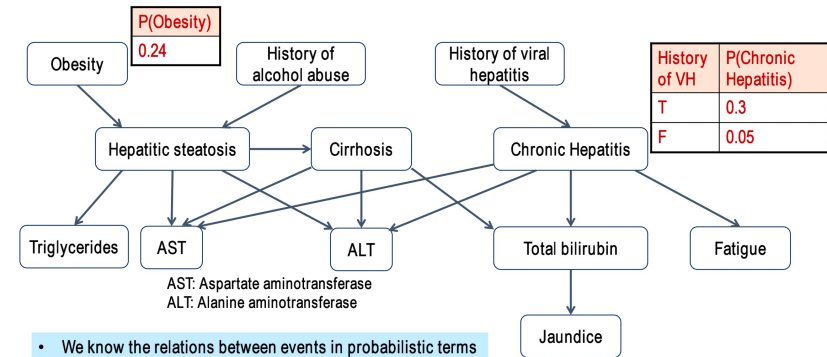 P(Obesity)
0.24
Obesity
History of
alcohol abuse
History of viral
hepatitis
History
of VH
P(Chronic
Hepatitis)
T
0.3
F
0.05
Hepatitic steatosis
Cirrhosis
Chronic Hepatitis
Triglycerides
AST
ALT
Total bilirubin
Fatigue
AST: Aspartate aminotransferase
ALT: Alanine aminotransferase
Jaundice
• We know the relations between events in probabilistic terms